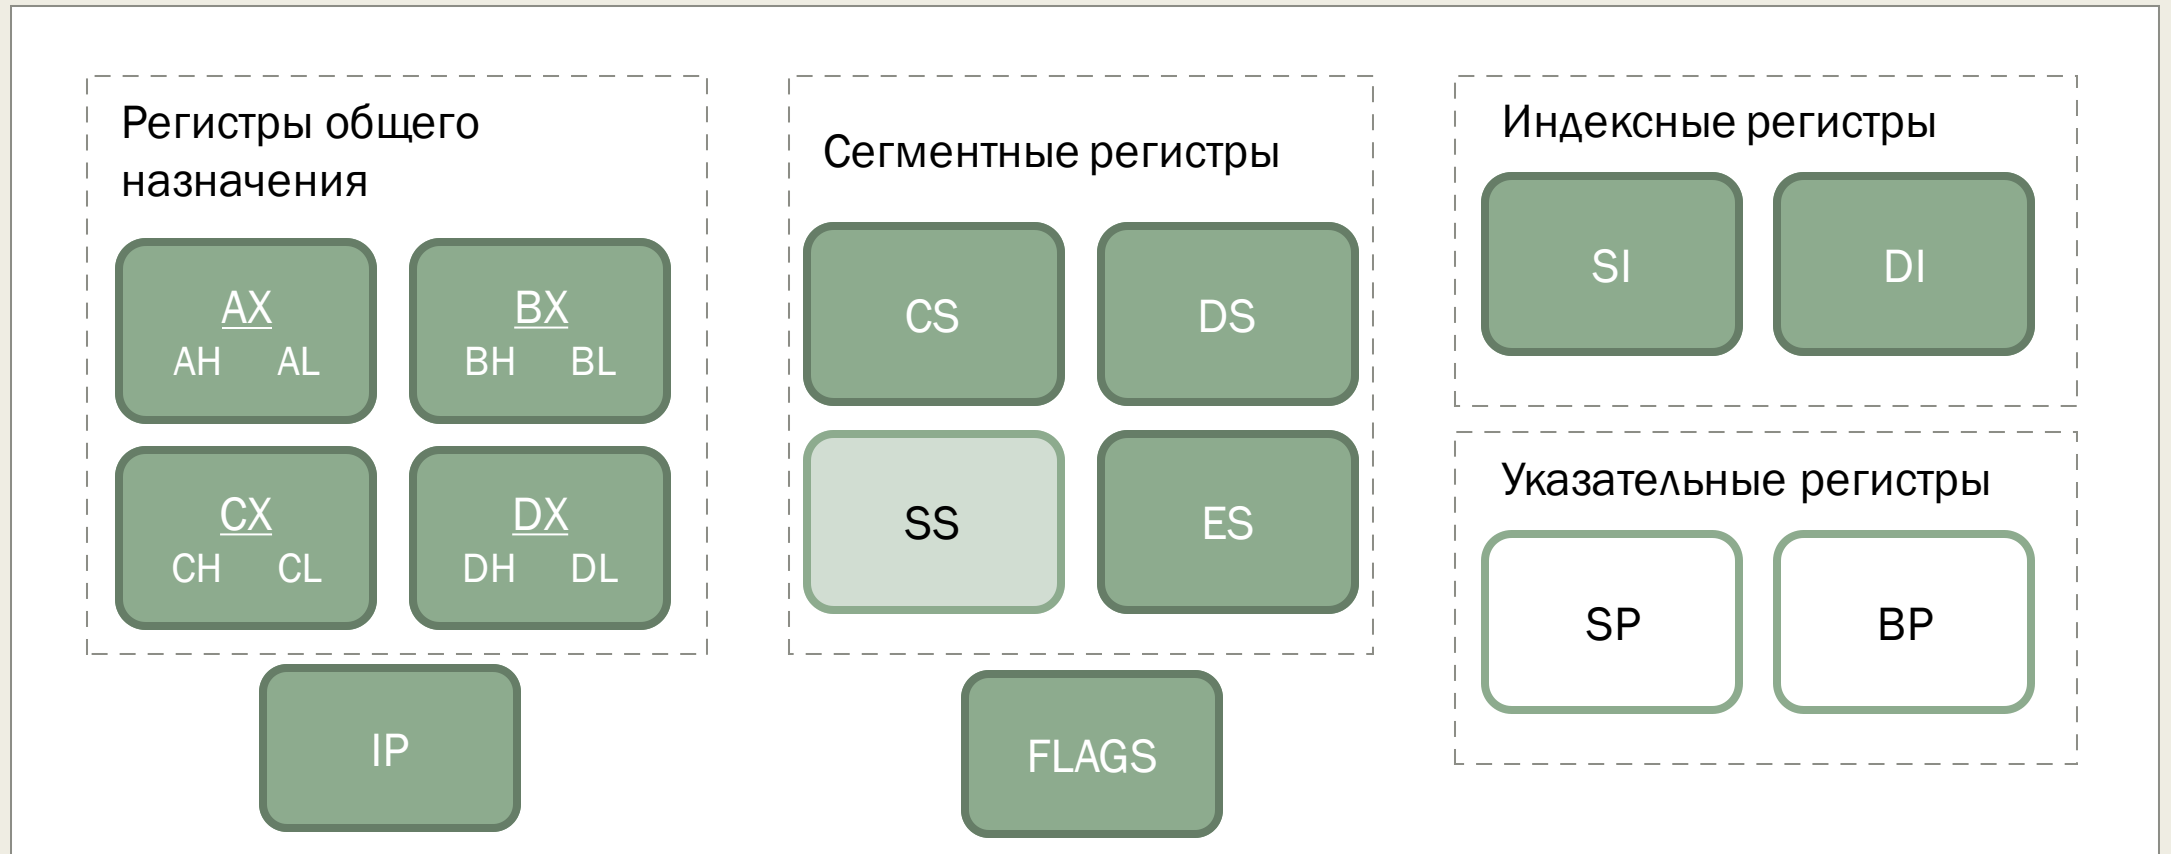 Регистры общего
назначения
AX
AH AL
BX
BH BL
CX
CH CL
DX
DH DL
IP
Сегментные регистры
CS
DS
SS
ES
FLAGS
Индексные регистры
SI
DI
Указательные регистры
SP
BP